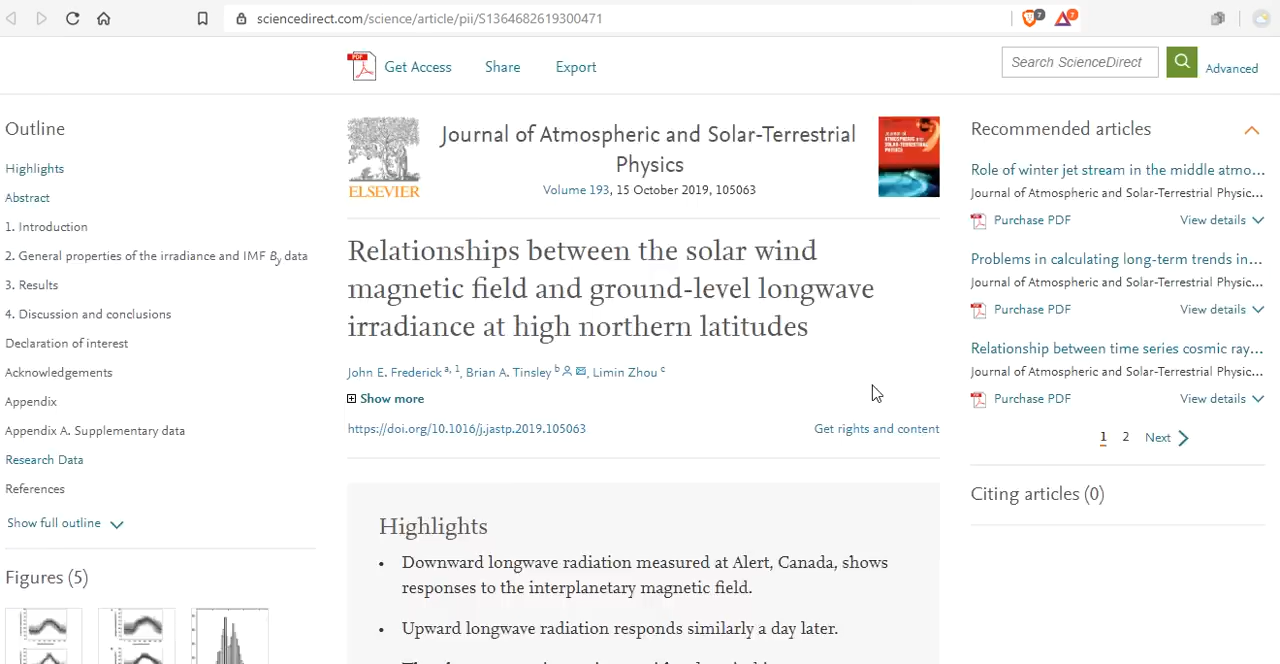 sciencedirect.com/science/article/pii/S1364682619300471
7
7
PDF
Get Access
Share
Export
Search ScienceDirect
Advanced
Outline
Highlights
Abstract
1. Introduction
2. General properties of the irradiance and IMF By data
3. Results
4. Discussion and conclusions
Declaration of interest
Acknowledgements
Appendix
Appendix A. Supplementary data
Research Data
References
Show full outline
Figures (5)
ELSEVIER
Journal of Atmospheric and Solar-Terrestrial
Physics
Volume 193, 15 October 2019, 105063
Relationships between the solar wind
magnetic field and ground-level longwave
irradiance at high northern latitudes
John E. Frederick a, 1, Brian A. Tinsley b, Limin Zhou c
Show more
https://doi.org/10.1016/j.jastp.2019.105063
Get rights and content
Highlights
• Downward longwave radiation measured at Alert, Canada, shows
responses to the interplanetary magnetic field.
• Upward longwave radiation responds similarly a day later.
Recommended articles
Role of winter jet stream in the middle atmo...
Journal of Atmospheric and Solar-Terrestrial Physic...
Purchase PDF
View details
Problems in calculating long-term trends in...
Journal of Atmospheric and Solar-Terrestrial Physic...
Purchase PDF
View details
Relationship between time series cosmic ray...
Journal of Atmospheric and Solar-Terrestrial Physic...
Purchase PDF
View details
1 2 Next
Citing articles (0)